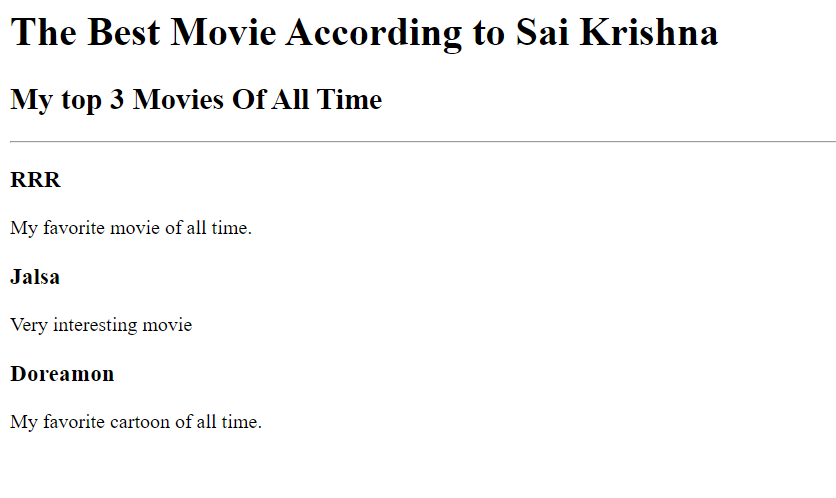 The Best Movie According to Sai Krishna
My top 3 Movies Of All Time
RRR
My favorite movie of all time.
Jalsa
Very interesting movie
Doreamon
My favorite cartoon of all time.